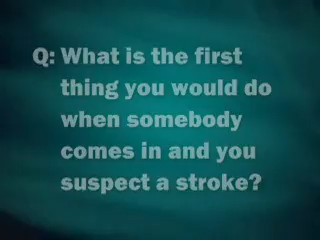 Q: What is the first
thing you would do
when somebody
comes in and you
suspect a stroke?